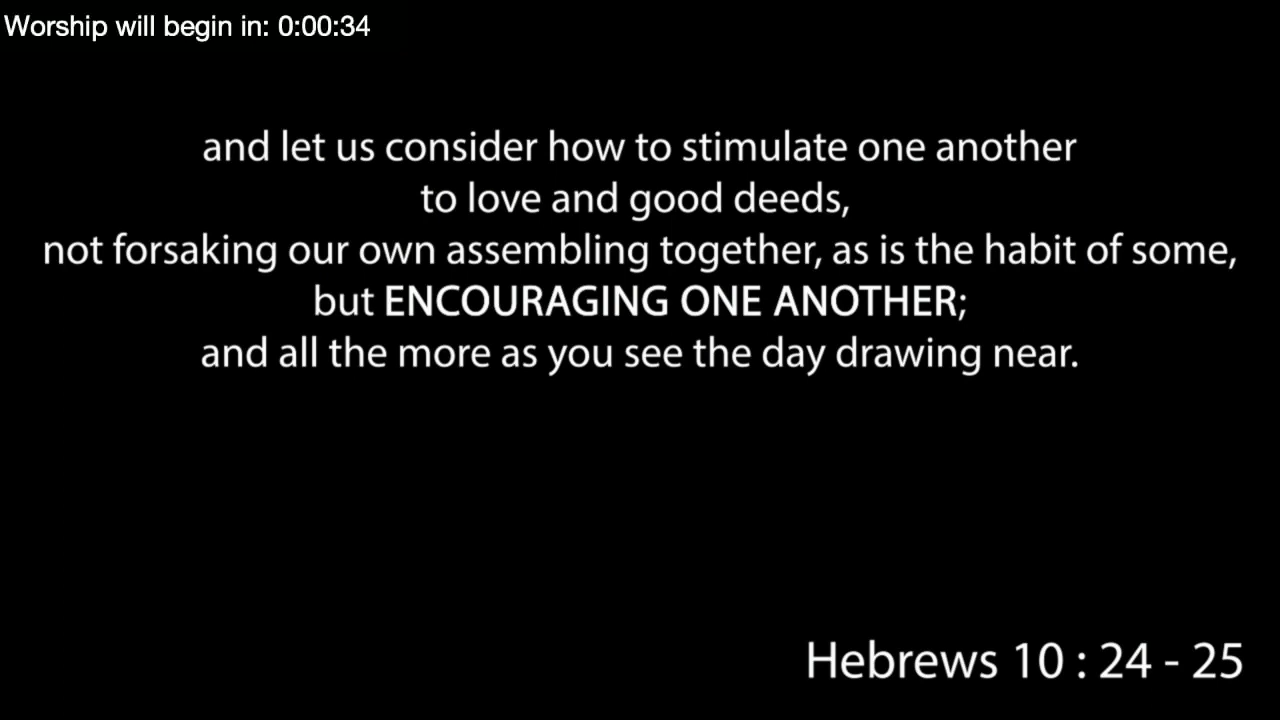 Worship will begin in: 0:00:34
and let us consider how to stimulate one another
to love and good deeds,
not forsaking our own assembling together, as is the habit of some,
but ENCOURAGING ONE ANOTHER;
and all the more as you see the day drawing near.
Hebrews 10 : 24 - 25